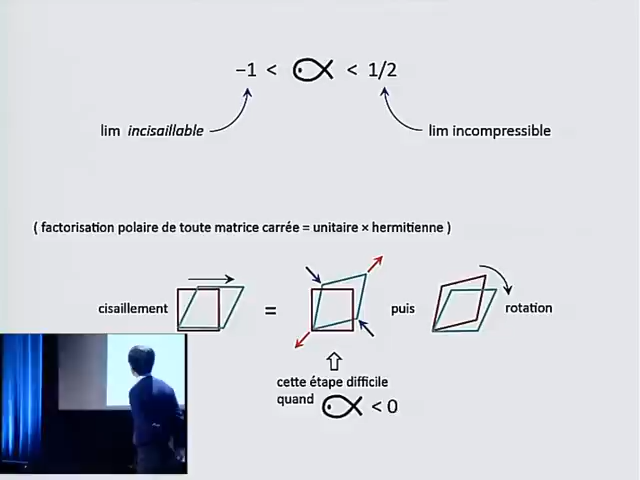 −1 < < 1/2
lim incisaillable
lim incompressible
( factorisation polaire de toute matrice carrée = unitaire × hermitienne )
cisaillement = puis rotation
cette étape difficile
quand < 0